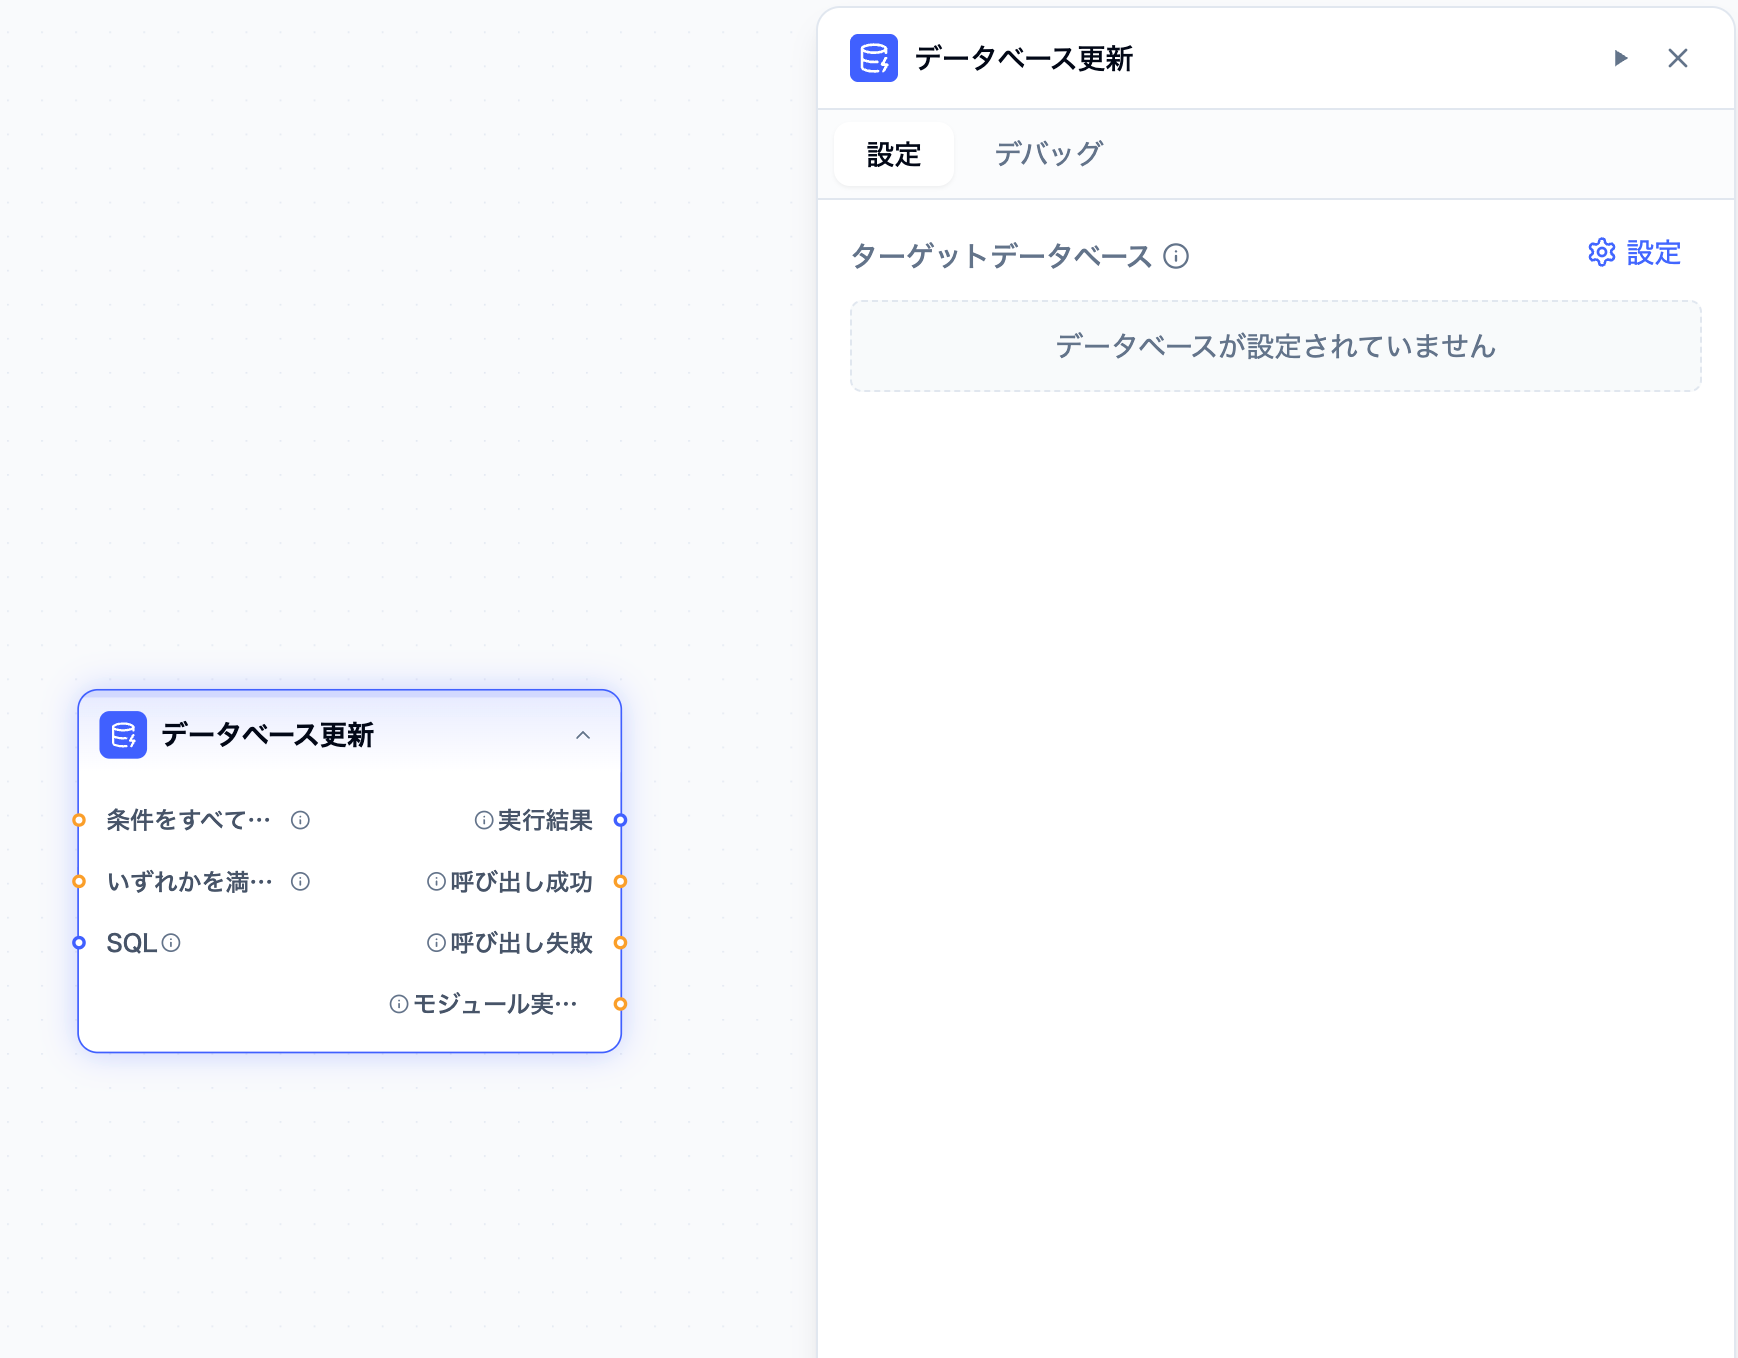 データベース更新
設定
デバッグ
ターゲットデータベース
設定
データベースが設定されていません
データベース更新
条件をすべて…
実行結果
いずれかを満…
呼び出し成功
SQL
呼び出し失敗
モジュール実…